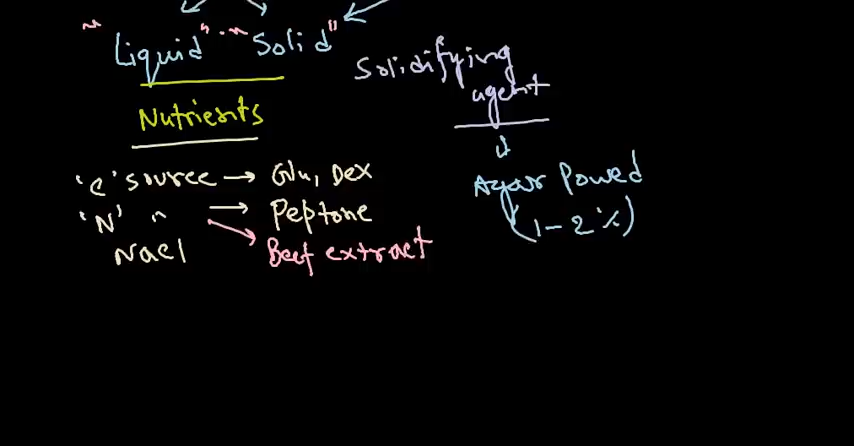 "Liquid" "Solid"
Solidifying
agent
Nutrients
'C' source → Glu, Dex
'N' " → Peptone
Nacl Beef extract
Agar Powed
(1-2%)